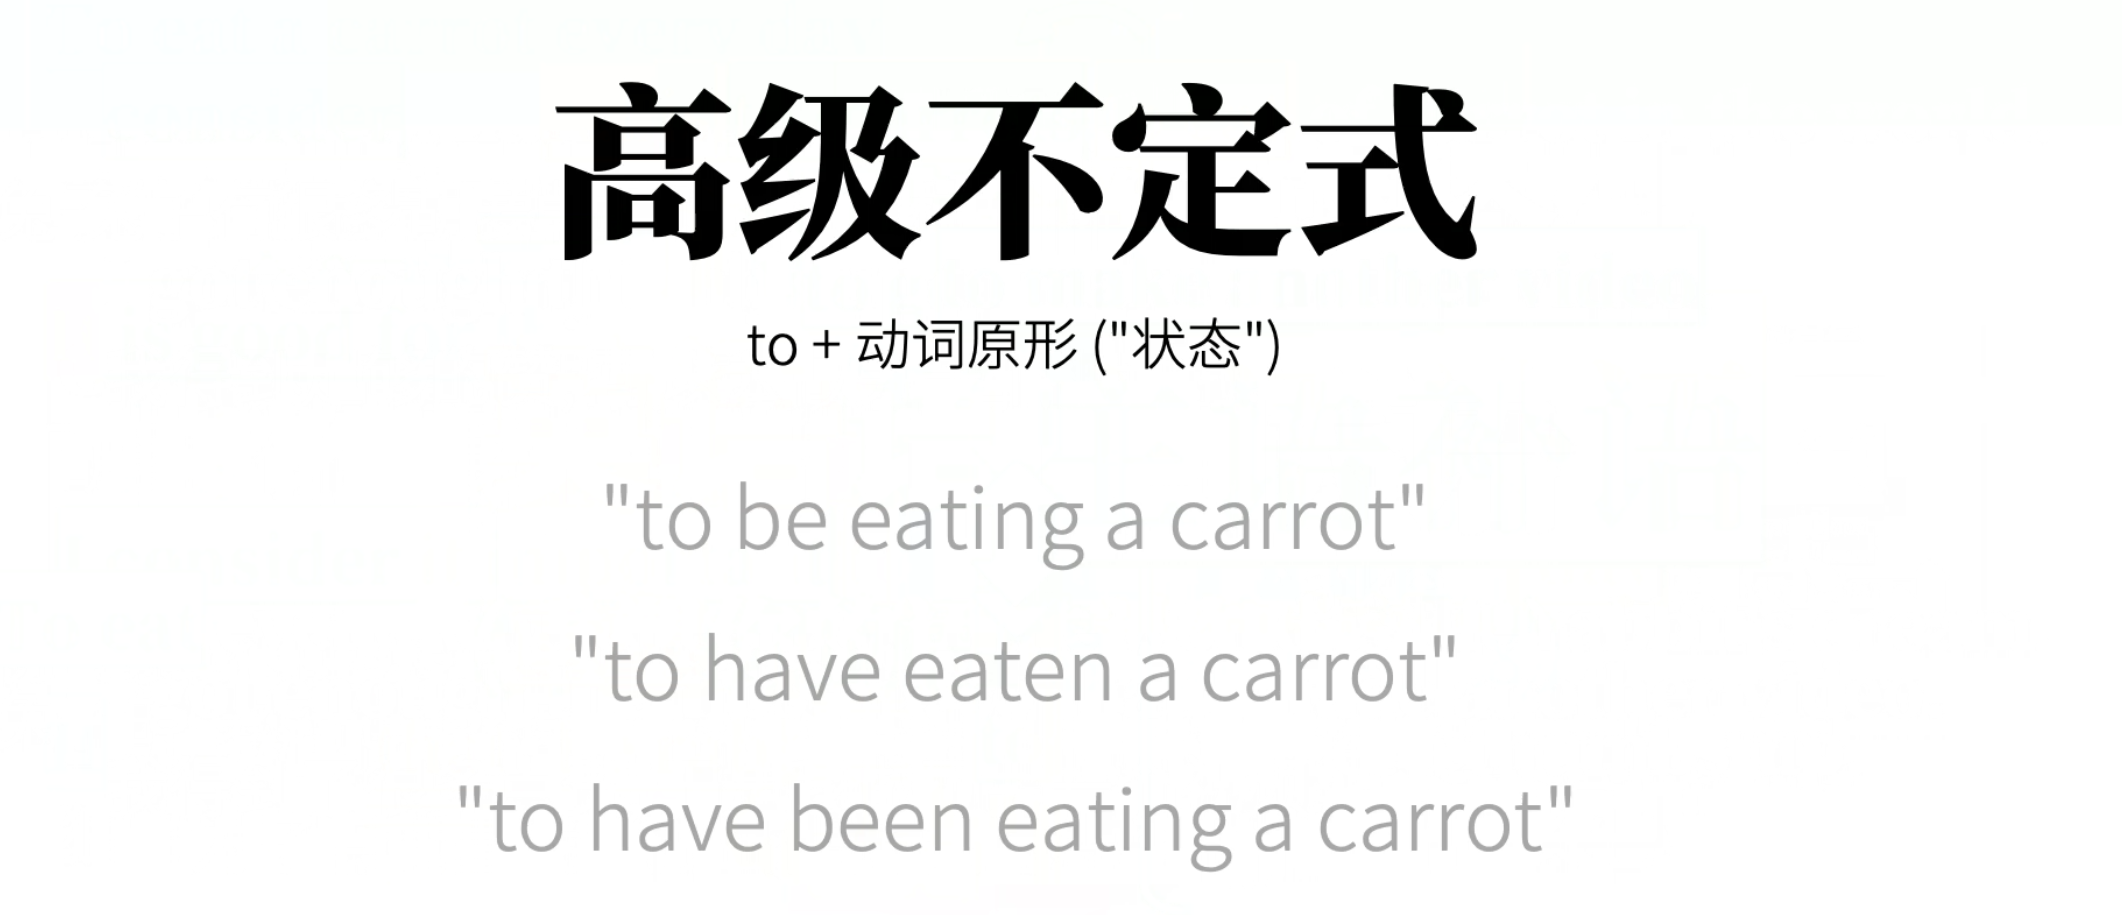 高级不定式
to + 动词原形 ("状态")
"to be eating a carrot"
"to have eaten a carrot"
"to have been eating a carrot"